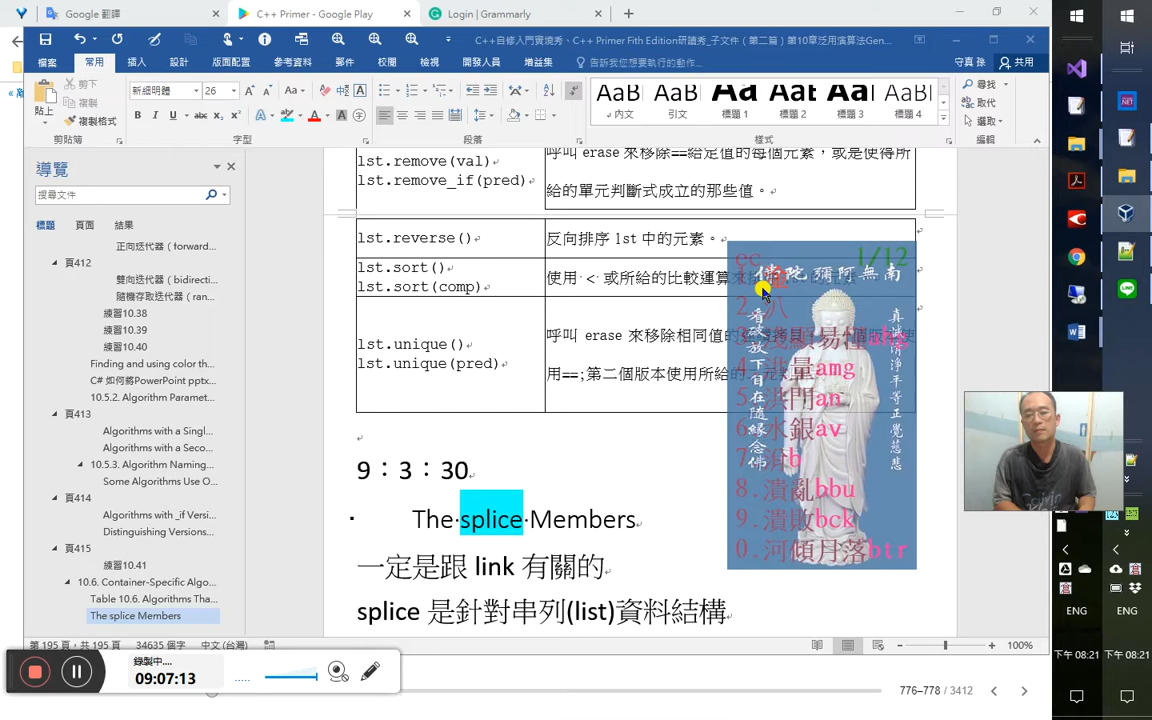 Google 翻譯
C++ Primer - Google Play
Login | Grammarly
C++自修入門實境秀、C++ Primer Fith Edition研讀秀_子文件（第二篇）第10章泛用演算法Gen...
檔案
常用
插入
設計
版面配置
參考資料
郵件
校閱
檢視
開發人員
增益集
告訴我您想要執行的動作...
守真 孫
共用
貼上
剪下
複製
複製格式
剪貼簿
新細明體
26
字型
段落
AaB AaB Aa Aat Aal AaB
內文
引文
標題 1
標題 2
標題 3
標題 4
樣式
尋找
取代
選取
編輯
導覽
搜尋文件
標題
頁面
結果
正向迭代器（forward...
頁412
雙向迭代器（bidirecti...
隨機存取迭代器（ran...
練習10.38
練習10.39
練習10.40
Finding and using color th...
C# 如何將PowerPoint pptx...
10.5.2. Algorithm Paramet...
頁413
Algorithms with a Singl...
Algorithms with a Seco...
10.5.3. Algorithm Naming...
Some Algorithms Use O...
頁414
Algorithms with _if Versi...
Distinguishing Versions...
頁415
練習10.41
10.6. Container-Specific Algo...
Table 10.6. Algorithms Tha...
The splice Members
lst.remove(val)
lst.remove_if(pred)
呼叫 erase 來移除==給定值的每個元素，或是使得所
給的單元判斷式成立的那些值。
lst.reverse()
反向排序 lst 中的元素。
lst.sort()
lst.sort(comp)
使用 < 或所給的比較運算來排
lst.unique()
lst.unique(pred)
呼叫 erase 來移除相同值的
用==;第二個版本使用所給的
9：3：30
The splice Members
一定是跟 link 有關的
splice 是針對串列(list)資料結構
1/12
南無阿彌陀佛
真誠清淨平等正覺慈悲
看破放下自在隨緣念佛
cc
2.汃
易 ahg
4. 量amg
5.洪門an
6.水銀av
7. b
8.潰亂bbu
9.潰敗bck
0.河傾月落btr
第 195 頁，共 195 頁
34635 個字
中文 (台灣)
100%
錄製中....
09:07:13
776–778 / 3412
ENG
ENG
下午 08:21
下午 08:21